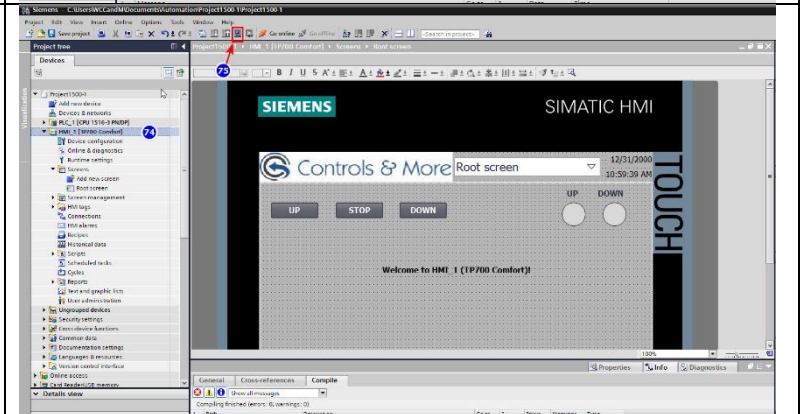 Siemens - C:\Users\WCCandM\Documents\Automation\Project1500-1\Project1500-1
Project Edit View Insert Online Options Tools Window Help
Save project Go online Go offline <Search in project>
Project tree
Project1500-1 HMI_1 [TP700 Comfort] Screens Root screen
Devices
75
B I U S A
Visualization
Project1500-1
Add new device
Devices & networks
PLC_1 [CPU 1516-3 PN/DP]
HMI_1 [TP700 Comfort]
74
Device configuration
Online & diagnostics
Runtime settings
Screens
Add new screen
Root screen
Screen management
HMI tags
Connections
HMI alarms
Recipes
Historical data
Scripts
Scheduled tasks
Cycles
Reports
Text and graphic lists
User administration
Ungrouped devices
Security settings
Cross-device functions
Common data
Documentation settings
Languages & resources
Version control interface
Online access
Card Reader/USB memory
Details view
SIEMENS
SIMATIC HMI
Controls & More
Root screen
12/31/2000
10:59:39 AM
TOUCH
UP STOP DOWN
UP DOWN
Welcome to HMI_1 (TP700 Comfort)!
100%
Properties Info Diagnostics
General Cross-references Compile
Show all messages
Compiling finished (errors: 0; warnings: 0)